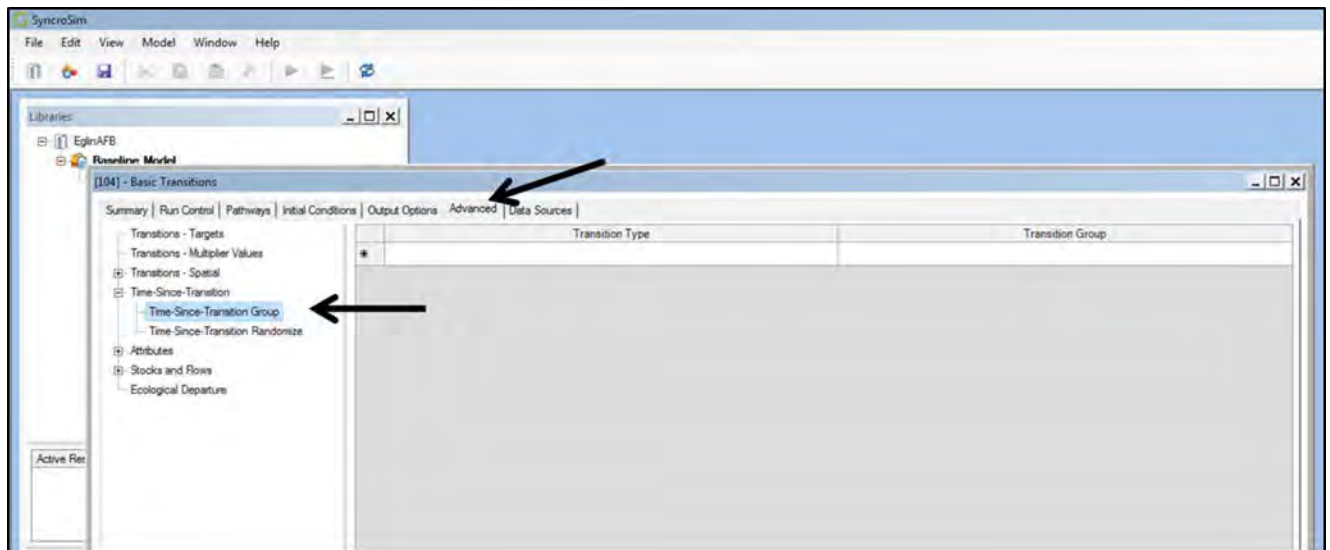 SyncroSim
File Edit View Model Window Help
Libraries
EglinAFB
Baseline Model
[104] - Basic Transitions
Summary | Run Control | Pathways | Initial Conditions | Output Options Advanced | Data Sources |
Transitions - Targets
Transition Type Transition Group
Transitions - Multiplier Values
Transitions - Spatial
Time-Since-Transition
Time-Since-Transition Group
Time-Since-Transition Randomize
Attributes
Stocks and Flows
Ecological Departure
Active Res